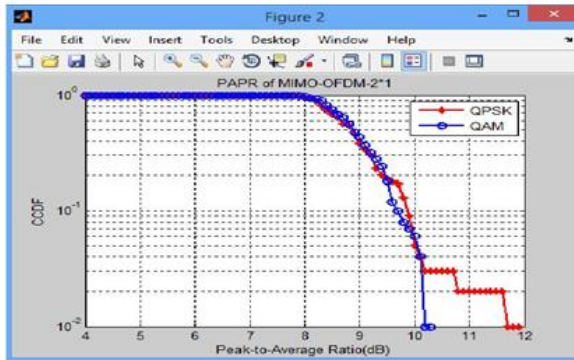 Figure 2
File Edit View Insert Tools Desktop Window Help
PAPR of MIMO-OFDM-2*1
10^0
QPSK
QAM
CCDF
10^-1
10^-2
4 5 6 7 8 9 10 11 12
Peak-to-Average Ratio(dB)